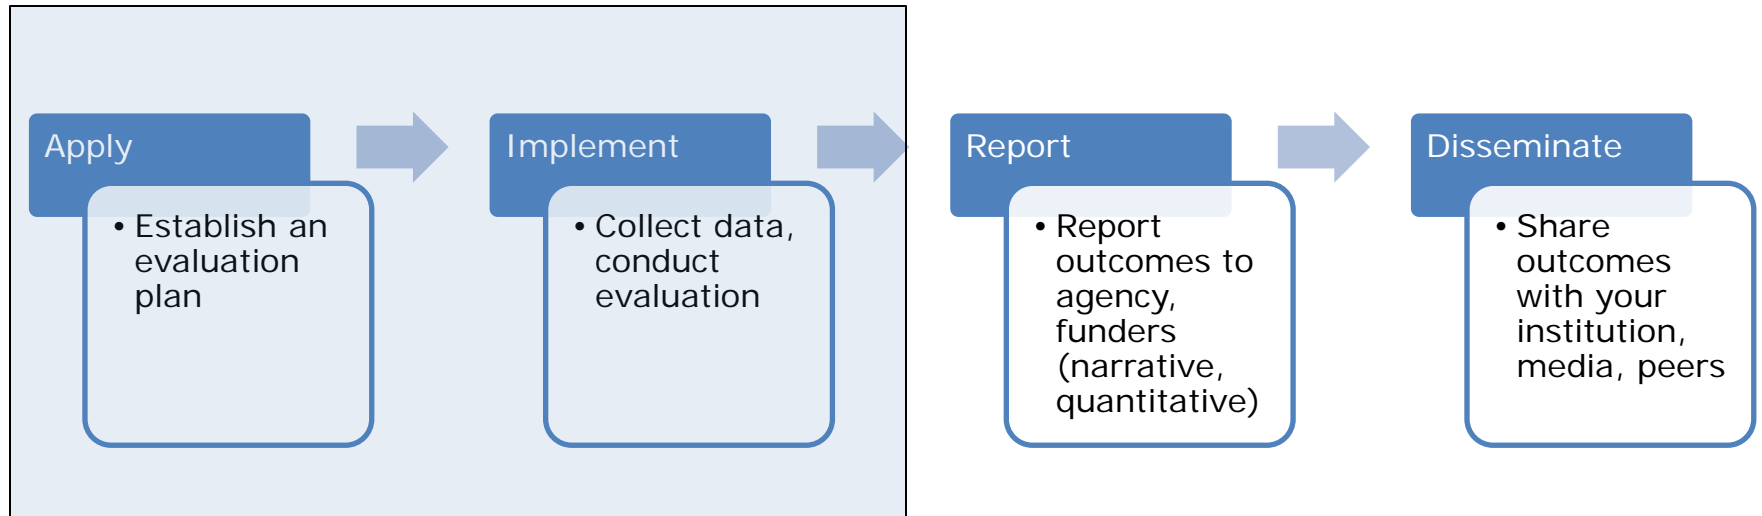 Apply
• Establish an
evaluation
plan
Implement
• Collect data,
conduct
evaluation
Report
• Report
outcomes to
agency,
funders
(narrative,
quantitative)
Disseminate
• Share
outcomes
with your
institution,
media, peers